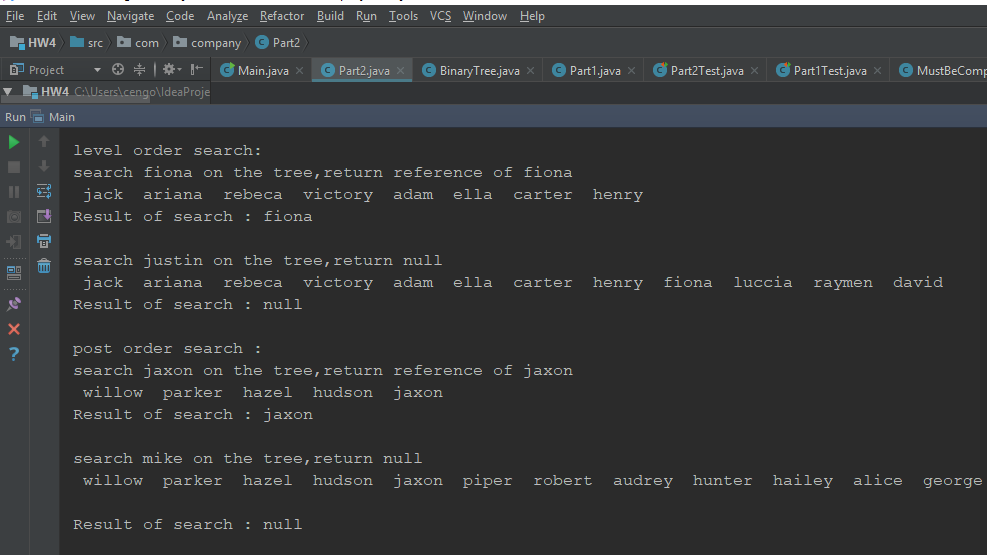 File Edit View Navigate Code Analyze Refactor Build Run Tools VCS Window Help
HW4 src com company Part2
Project Main.java Part2.java BinaryTree.java Part1.java Part2Test.java Part1Test.java MustBeComp
HW4 C:\Users\cengo\IdeaProje
Run Main
level order search:
search fiona on the tree,return reference of fiona
jack ariana rebeca victory adam ella carter henry
Result of search : fiona
search justin on the tree,return null
jack ariana rebeca victory adam ella carter henry fiona luccia raymen david
Result of search : null
post order search :
search jaxon on the tree,return reference of jaxon
willow parker hazel hudson jaxon
Result of search : jaxon
search mike on the tree,return null
willow parker hazel hudson jaxon piper robert audrey hunter hailey alice george
Result of search : null